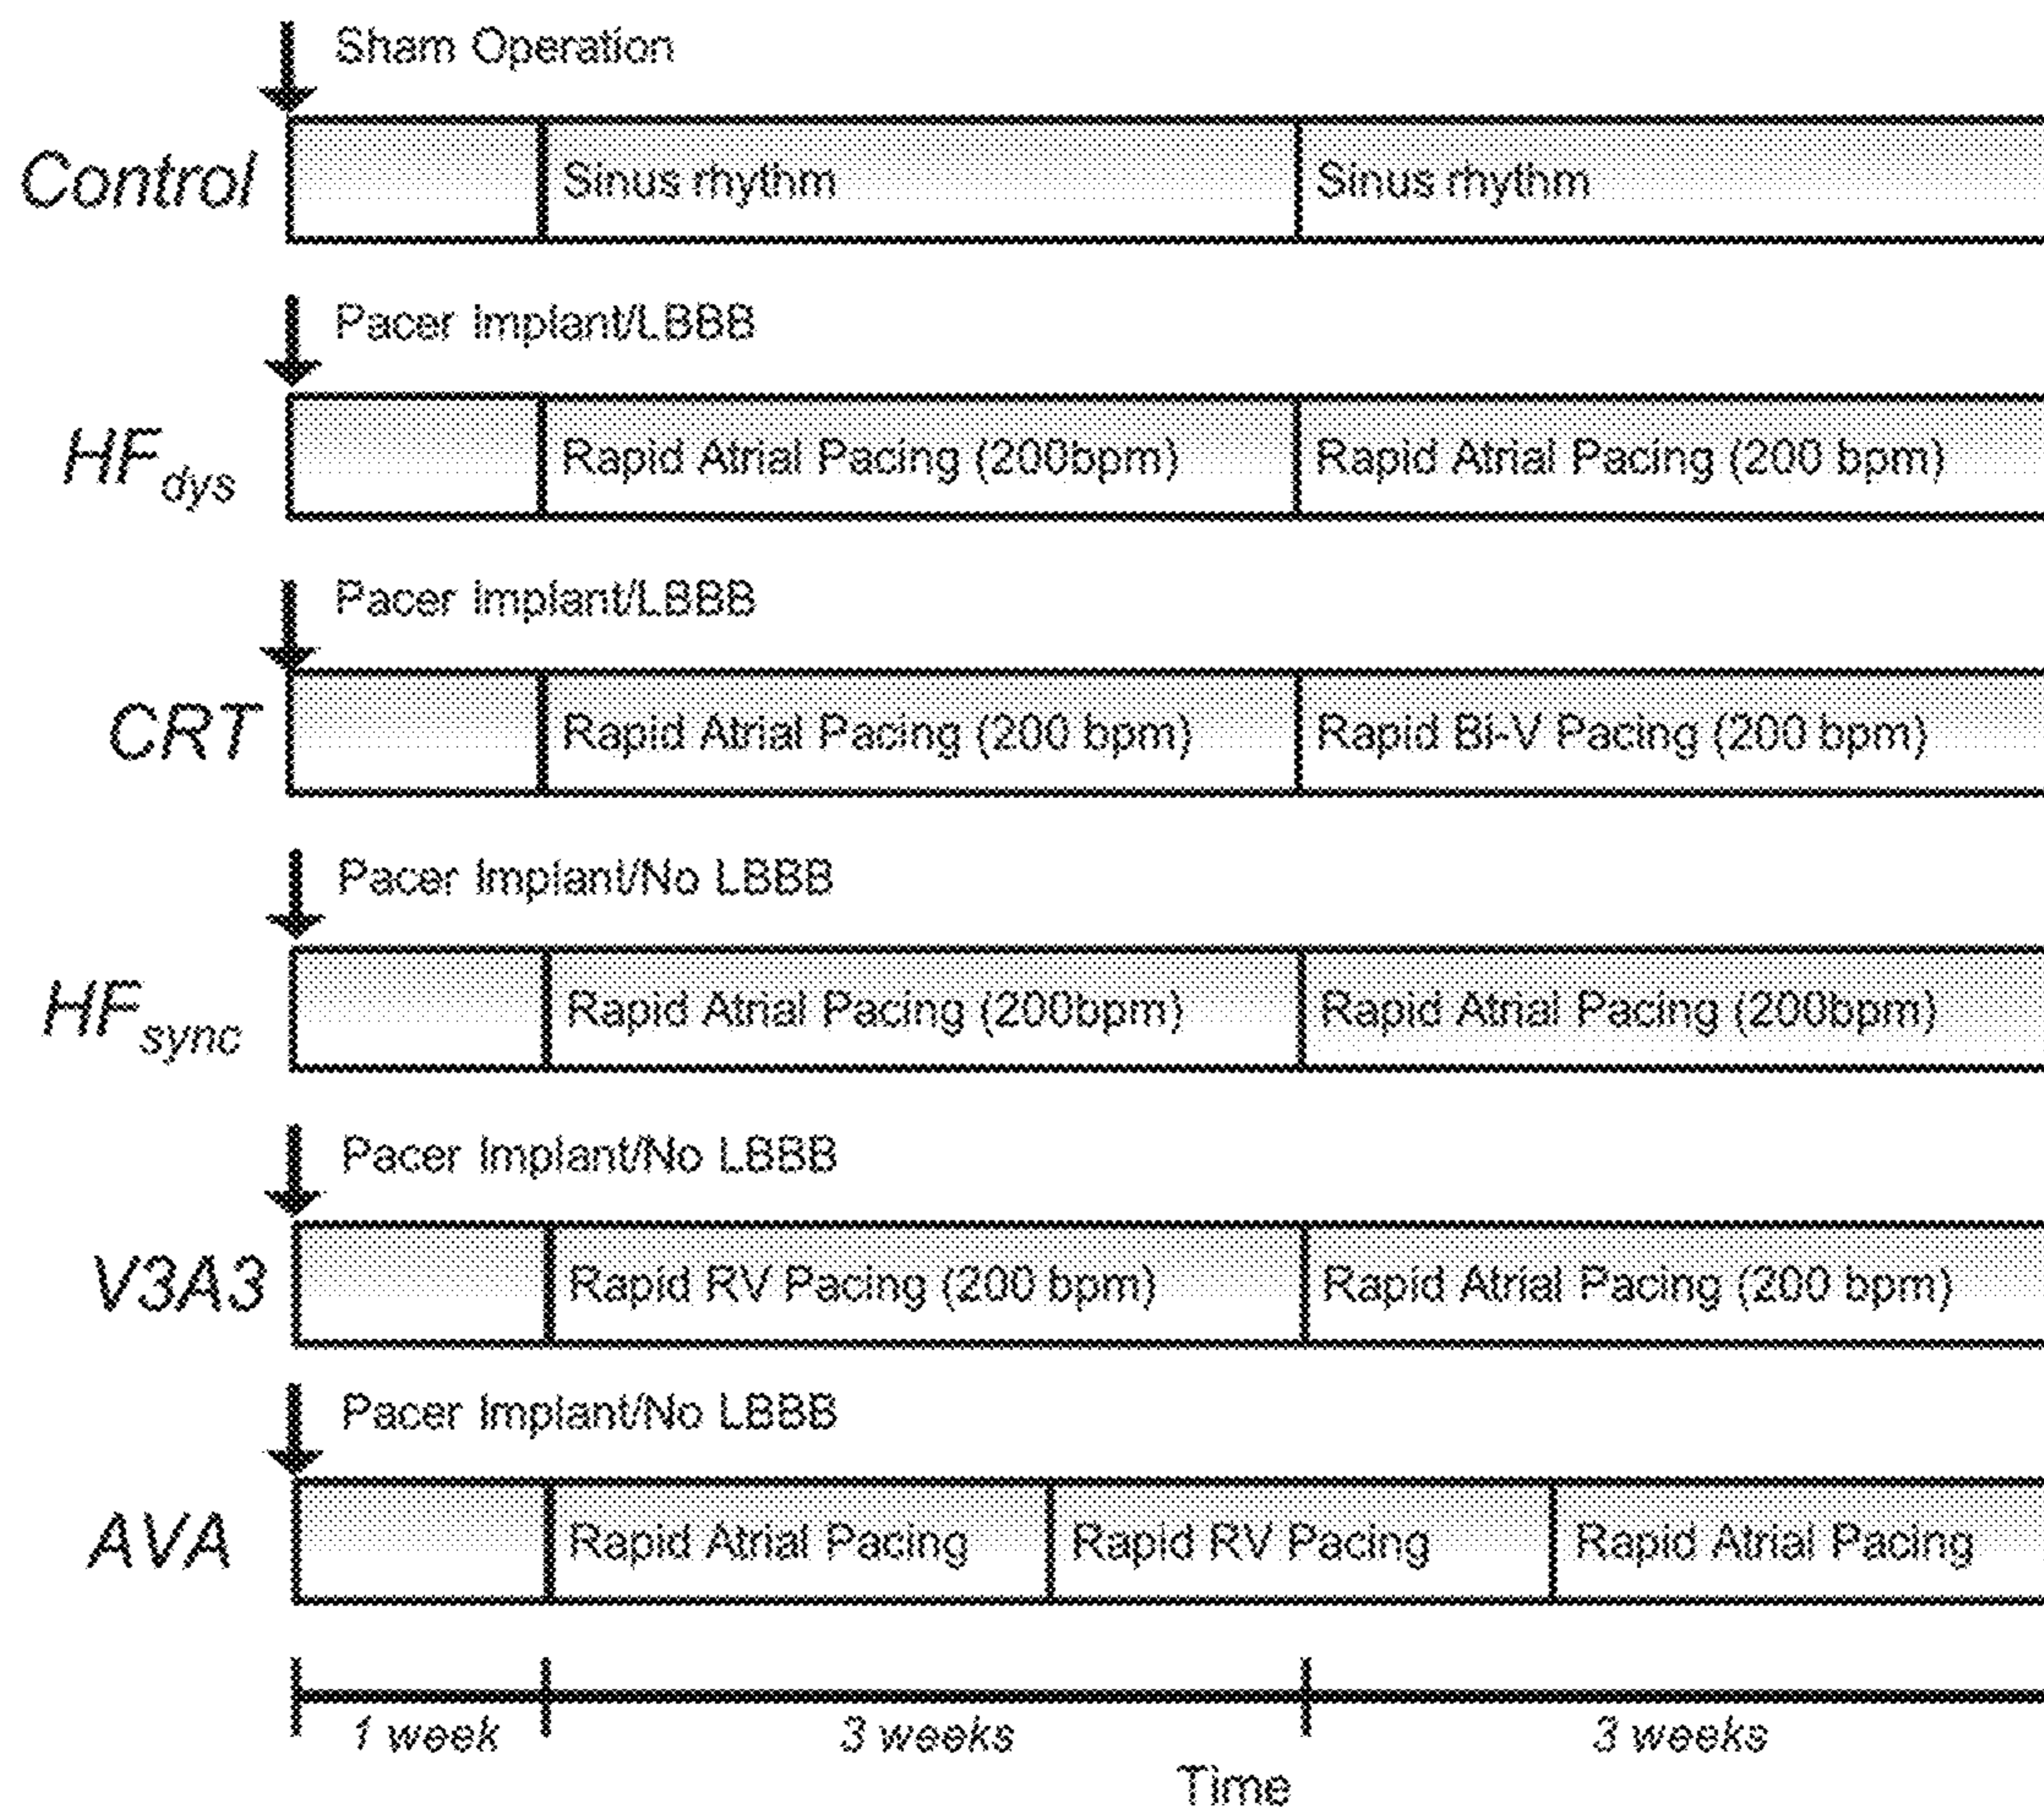 Sham Operation
Control
Sinus rhythm
Sinus rhythm
Pacer Implant/LBBB
HFdys
Rapid Atrial Pacing (200bpm)
Rapid Atrial Pacing (200 bpm)
Pacer Implant/LBBB
CRT
Rapid Atrial Pacing (200 bpm)
Rapid Bi-V Pacing (200 bpm)
Pacer Implant/No LBBB
HFsync
Rapid Atrial Pacing (200bpm)
Rapid Atrial Pacing (200bpm)
Pacer Implant/No LBBB
V3A3
Rapid RV Pacing (200 bpm)
Rapid Atrial Pacing (200 bpm)
Pacer Implant/No LBBB
AVA
Rapid Atrial Pacing
Rapid RV Pacing
Rapid Atrial Pacing
1 week
3 weeks
3 weeks
Time